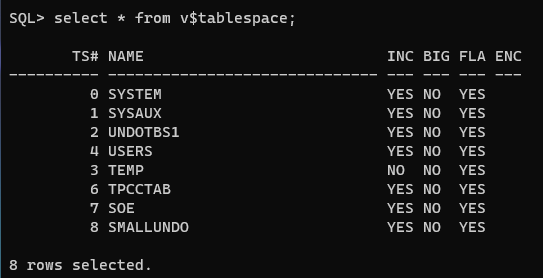 SQL> select * from v$tablespace;
TS# NAME INC BIG FLA ENC
---------- ------------------------------ --- --- --- ---
0 SYSTEM YES NO YES
1 SYSAUX YES NO YES
2 UNDOTBS1 YES NO YES
4 USERS YES NO YES
3 TEMP NO NO YES
6 TPCCTAB YES NO YES
7 SOE YES NO YES
8 SMALLUNDO YES NO YES
8 rows selected.